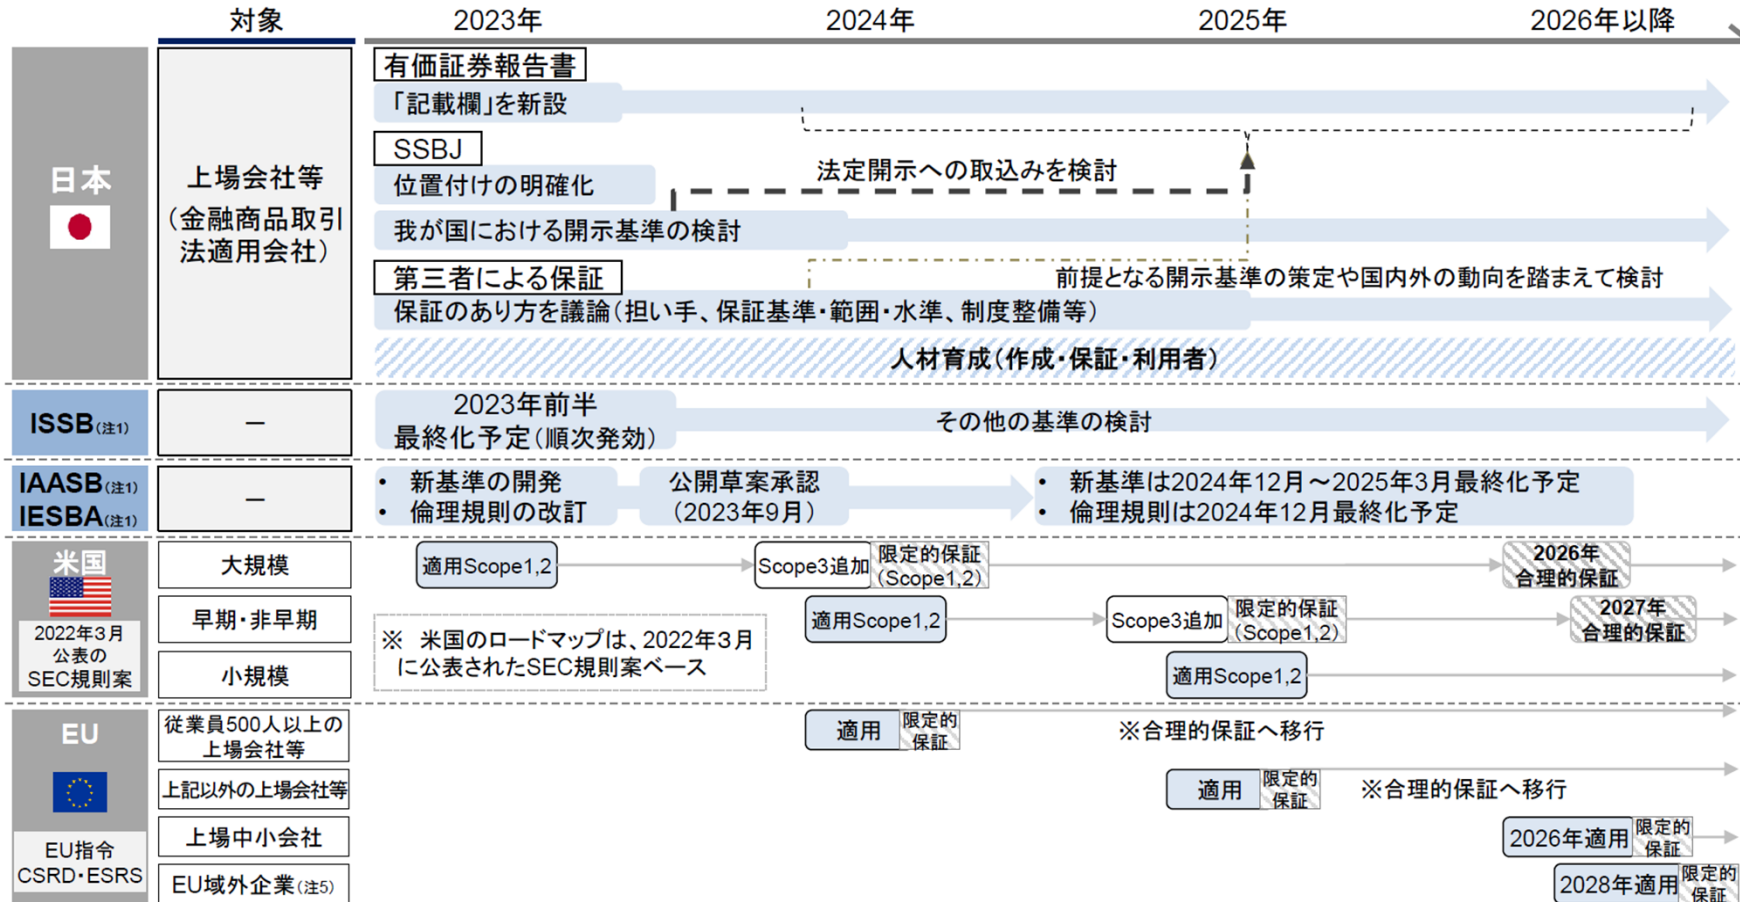 対象
2023年
2024年
2025年
2026年以降
日本
上場会社等
（金融商品取引
法適用会社）
有価証券報告書
「記載欄」を新設
SSBJ
位置付けの明確化
法定開示への取込みを検討
我が国における開示基準の検討
第三者による保証
前提となる開示基準の策定や国内外の動向を踏まえて検討
保証のあり方を議論（担い手、保証基準・範囲・水準、制度整備等）
人材育成（作成・保証・利用者）
ISSB(注1)
－
2023年前半
最終化予定（順次発効）
その他の基準の検討
IAASB(注1)
IESBA(注1)
－
• 新基準の開発
• 倫理規則の改訂
公開草案承認
（2023年9月）
• 新基準は2024年12月～2025年3月最終化予定
• 倫理規則は2024年12月最終化予定
米国
2022年3月
公表の
SEC規則案
大規模
適用Scope1,2
Scope3追加
限定的保証
（Scope1,2）
2026年
合理的保証
早期・非早期
適用Scope1,2
Scope3追加
限定的保証
（Scope1,2）
2027年
合理的保証
※ 米国のロードマップは、2022年3月
に公表されたSEC規則案ベース
小規模
適用Scope1,2
EU
EU指令
CSRD・ESRS
従業員500人以上の
上場会社等
適用
限定的
保証
※合理的保証へ移行
上記以外の上場会社等
適用
限定的
保証
※合理的保証へ移行
上場中小会社
2026年適用
限定的
保証
EU域外企業(注5)
2028年適用
限定的
保証